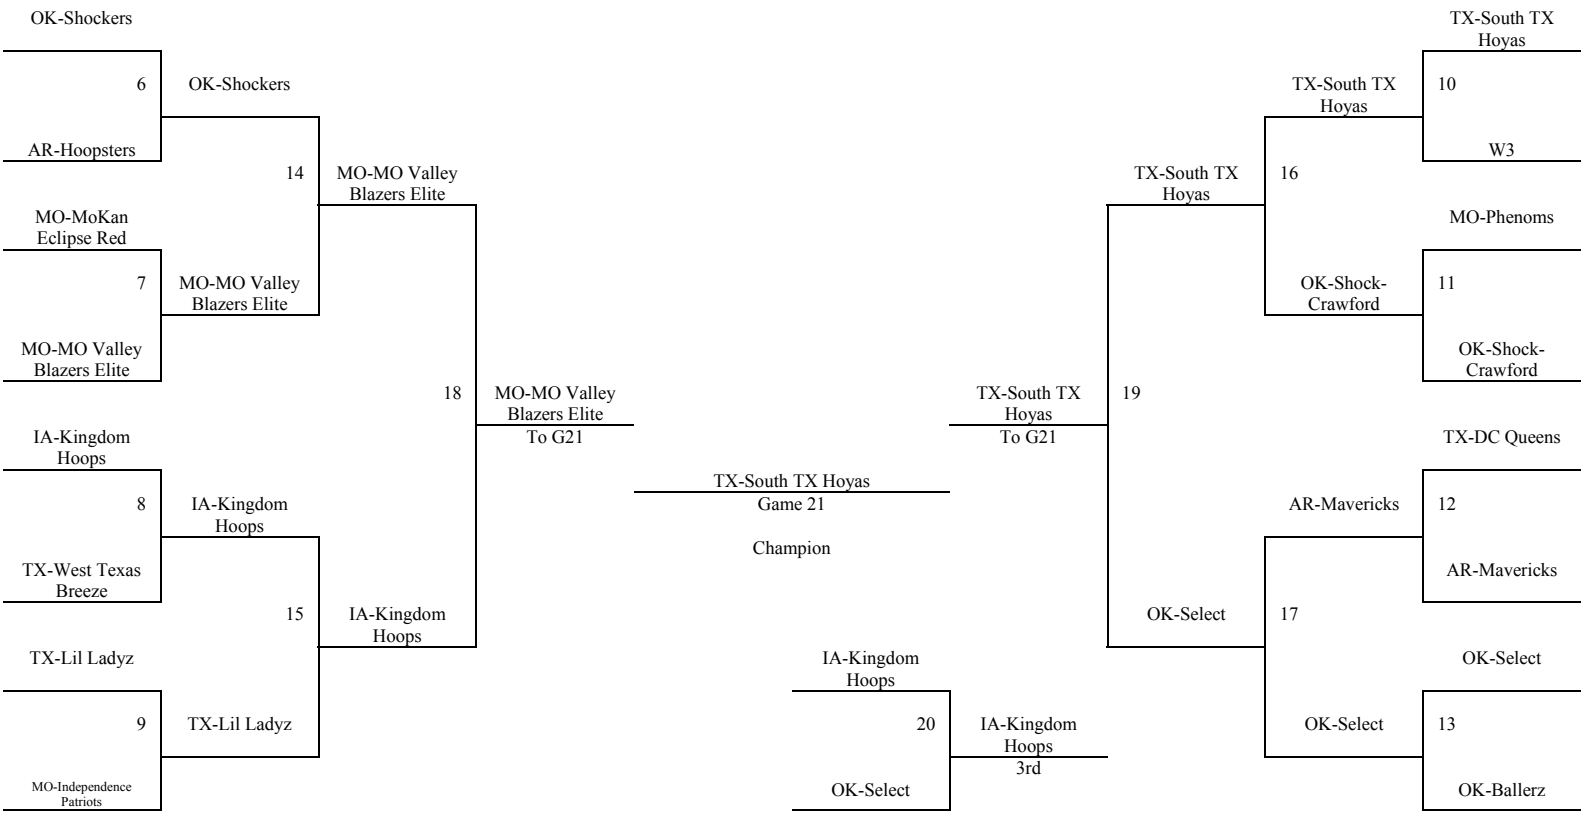 OK-Shockers
6
OK-Shockers
AR-Hoopsters
14
MO-MO Valley
Blazers Elite
MO-MoKan
Eclipse Red
7
MO-MO Valley
Blazers Elite
MO-MO Valley
Blazers Elite
18
MO-MO Valley
Blazers Elite
To G21
IA-Kingdom
Hoops
8
IA-Kingdom
Hoops
TX-West Texas
Breeze
15
IA-Kingdom
Hoops
TX-Lil Ladyz
9
TX-Lil Ladyz
MO-Independence
Patriots
TX-South TX Hoyas
Game 21
Champion
IA-Kingdom
Hoops
20
IA-Kingdom
Hoops
3rd
OK-Select
TX-South TX
Hoyas
To G21
19
TX-South TX
Hoyas
16
TX-South TX
Hoyas
10
TX-South TX
Hoyas
W3
MO-Phenoms
11
OK-Shock-
Crawford
OK-Shock-
Crawford
TX-DC Queens
12
AR-Mavericks
AR-Mavericks
OK-Select
17
OK-Select
13
OK-Select
OK-Ballerz